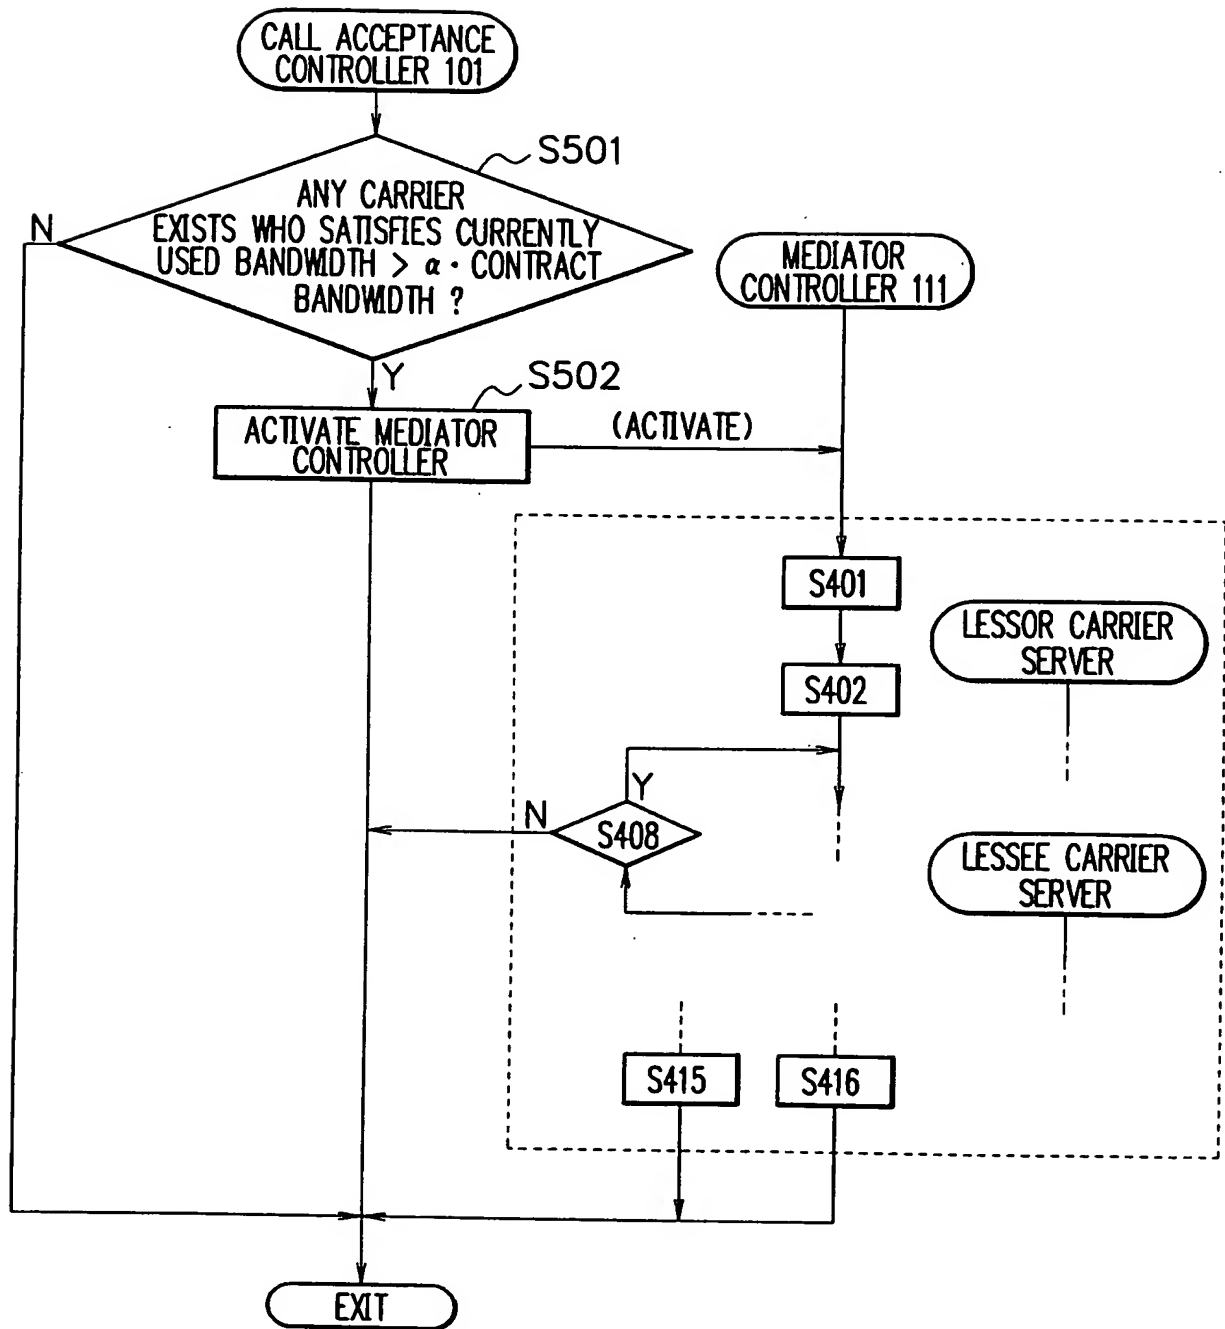 CALL ACCEPTANCE
CONTROLLER 101
S501
ANY CARRIER
EXISTS WHO SATISFIES CURRENTLY
USED BANDWIDTH > α · CONTRACT
BANDWIDTH ?
N
Y
MEDIATOR
CONTROLLER 111
S502
ACTIVATE MEDIATOR
CONTROLLER
(ACTIVATE)
S401
S402
LESSOR CARRIER
SERVER
Y
N
S408
LESSEE CARRIER
SERVER
S415
S416
EXIT